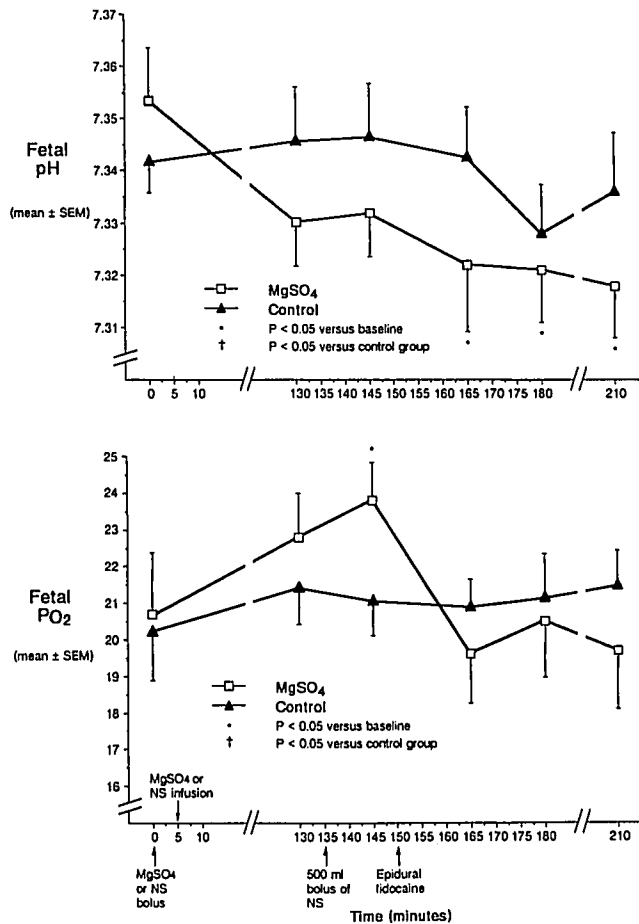 7.37
7.36
7.35
Fetal
pH
7.34
(mean ± SEM)
7.33
7.32
7.31
MgSO4
Control
• P < 0.05 versus baseline
† P < 0.05 versus control group
0 5 10 130 135 140 145 150 155 160 165 170 175 180 210
25
24
23
22
Fetal
PO2
21
20
(mean ± SEM)
19
18
17
16
15
MgSO4
Control
• P < 0.05 versus baseline
† P < 0.05 versus control group
MgSO4 or
NS infusion
0 5 10 130 135 140 145 150 155 160 165 170 175 180 210
MgSO4
or NS
bolus
500 ml
bolus of
NS
Epidural
lidocaine
Time (minutes)